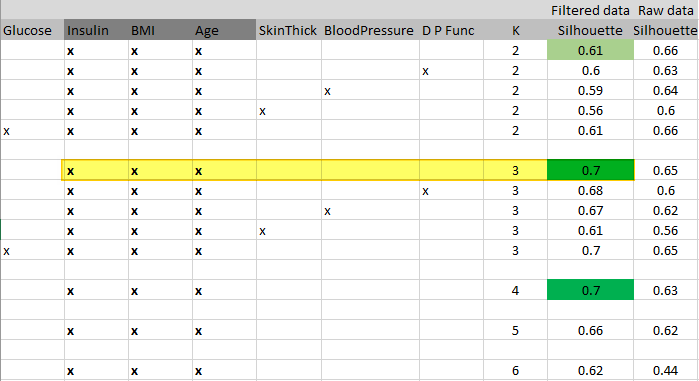 Filtered data Raw data
Glucose Insulin BMI Age SkinThick BloodPressure D P Func K Silhouette Silhouette
x x x 2 0.61 0.66
x x x x 2 0.6 0.63
x x x x 2 0.59 0.64
x x x x 2 0.56 0.6
x x x x 2 0.61 0.66
x x x 3 0.7 0.65
x x x x 3 0.68 0.6
x x x x 3 0.67 0.62
x x x x 3 0.61 0.56
x x x x 3 0.7 0.65
x x x 4 0.7 0.63
x x x 5 0.66 0.62
x x x 6 0.62 0.44